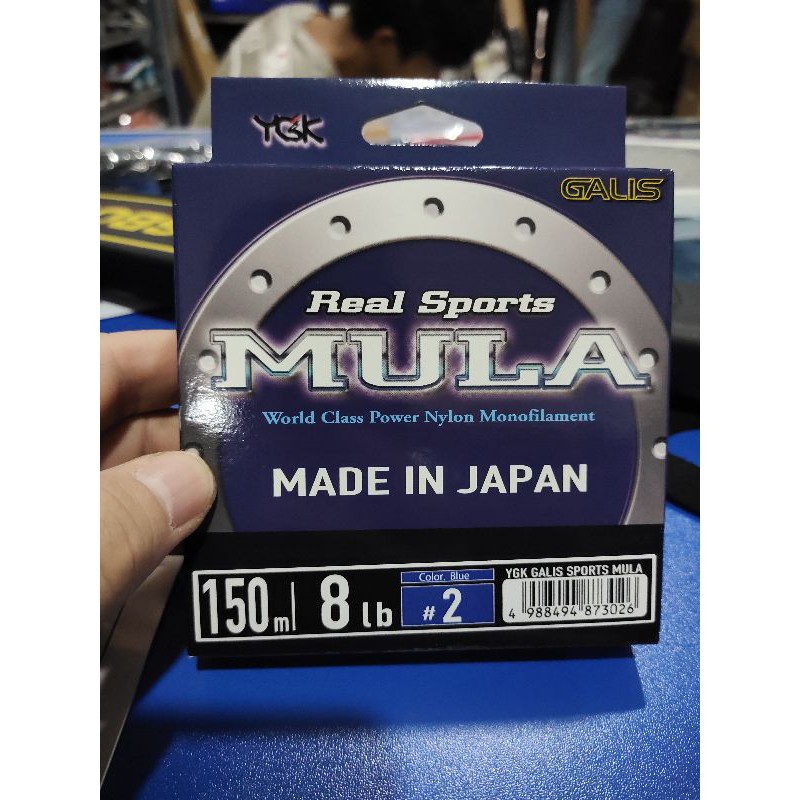 YGK
GALIS
Real Sports
MULA
World Class Power Nylon Monofilament
MADE IN JAPAN
150m 8 lb
Color. Blue
#2
YGK GALIS SPORTS MULA
4 988494 873026